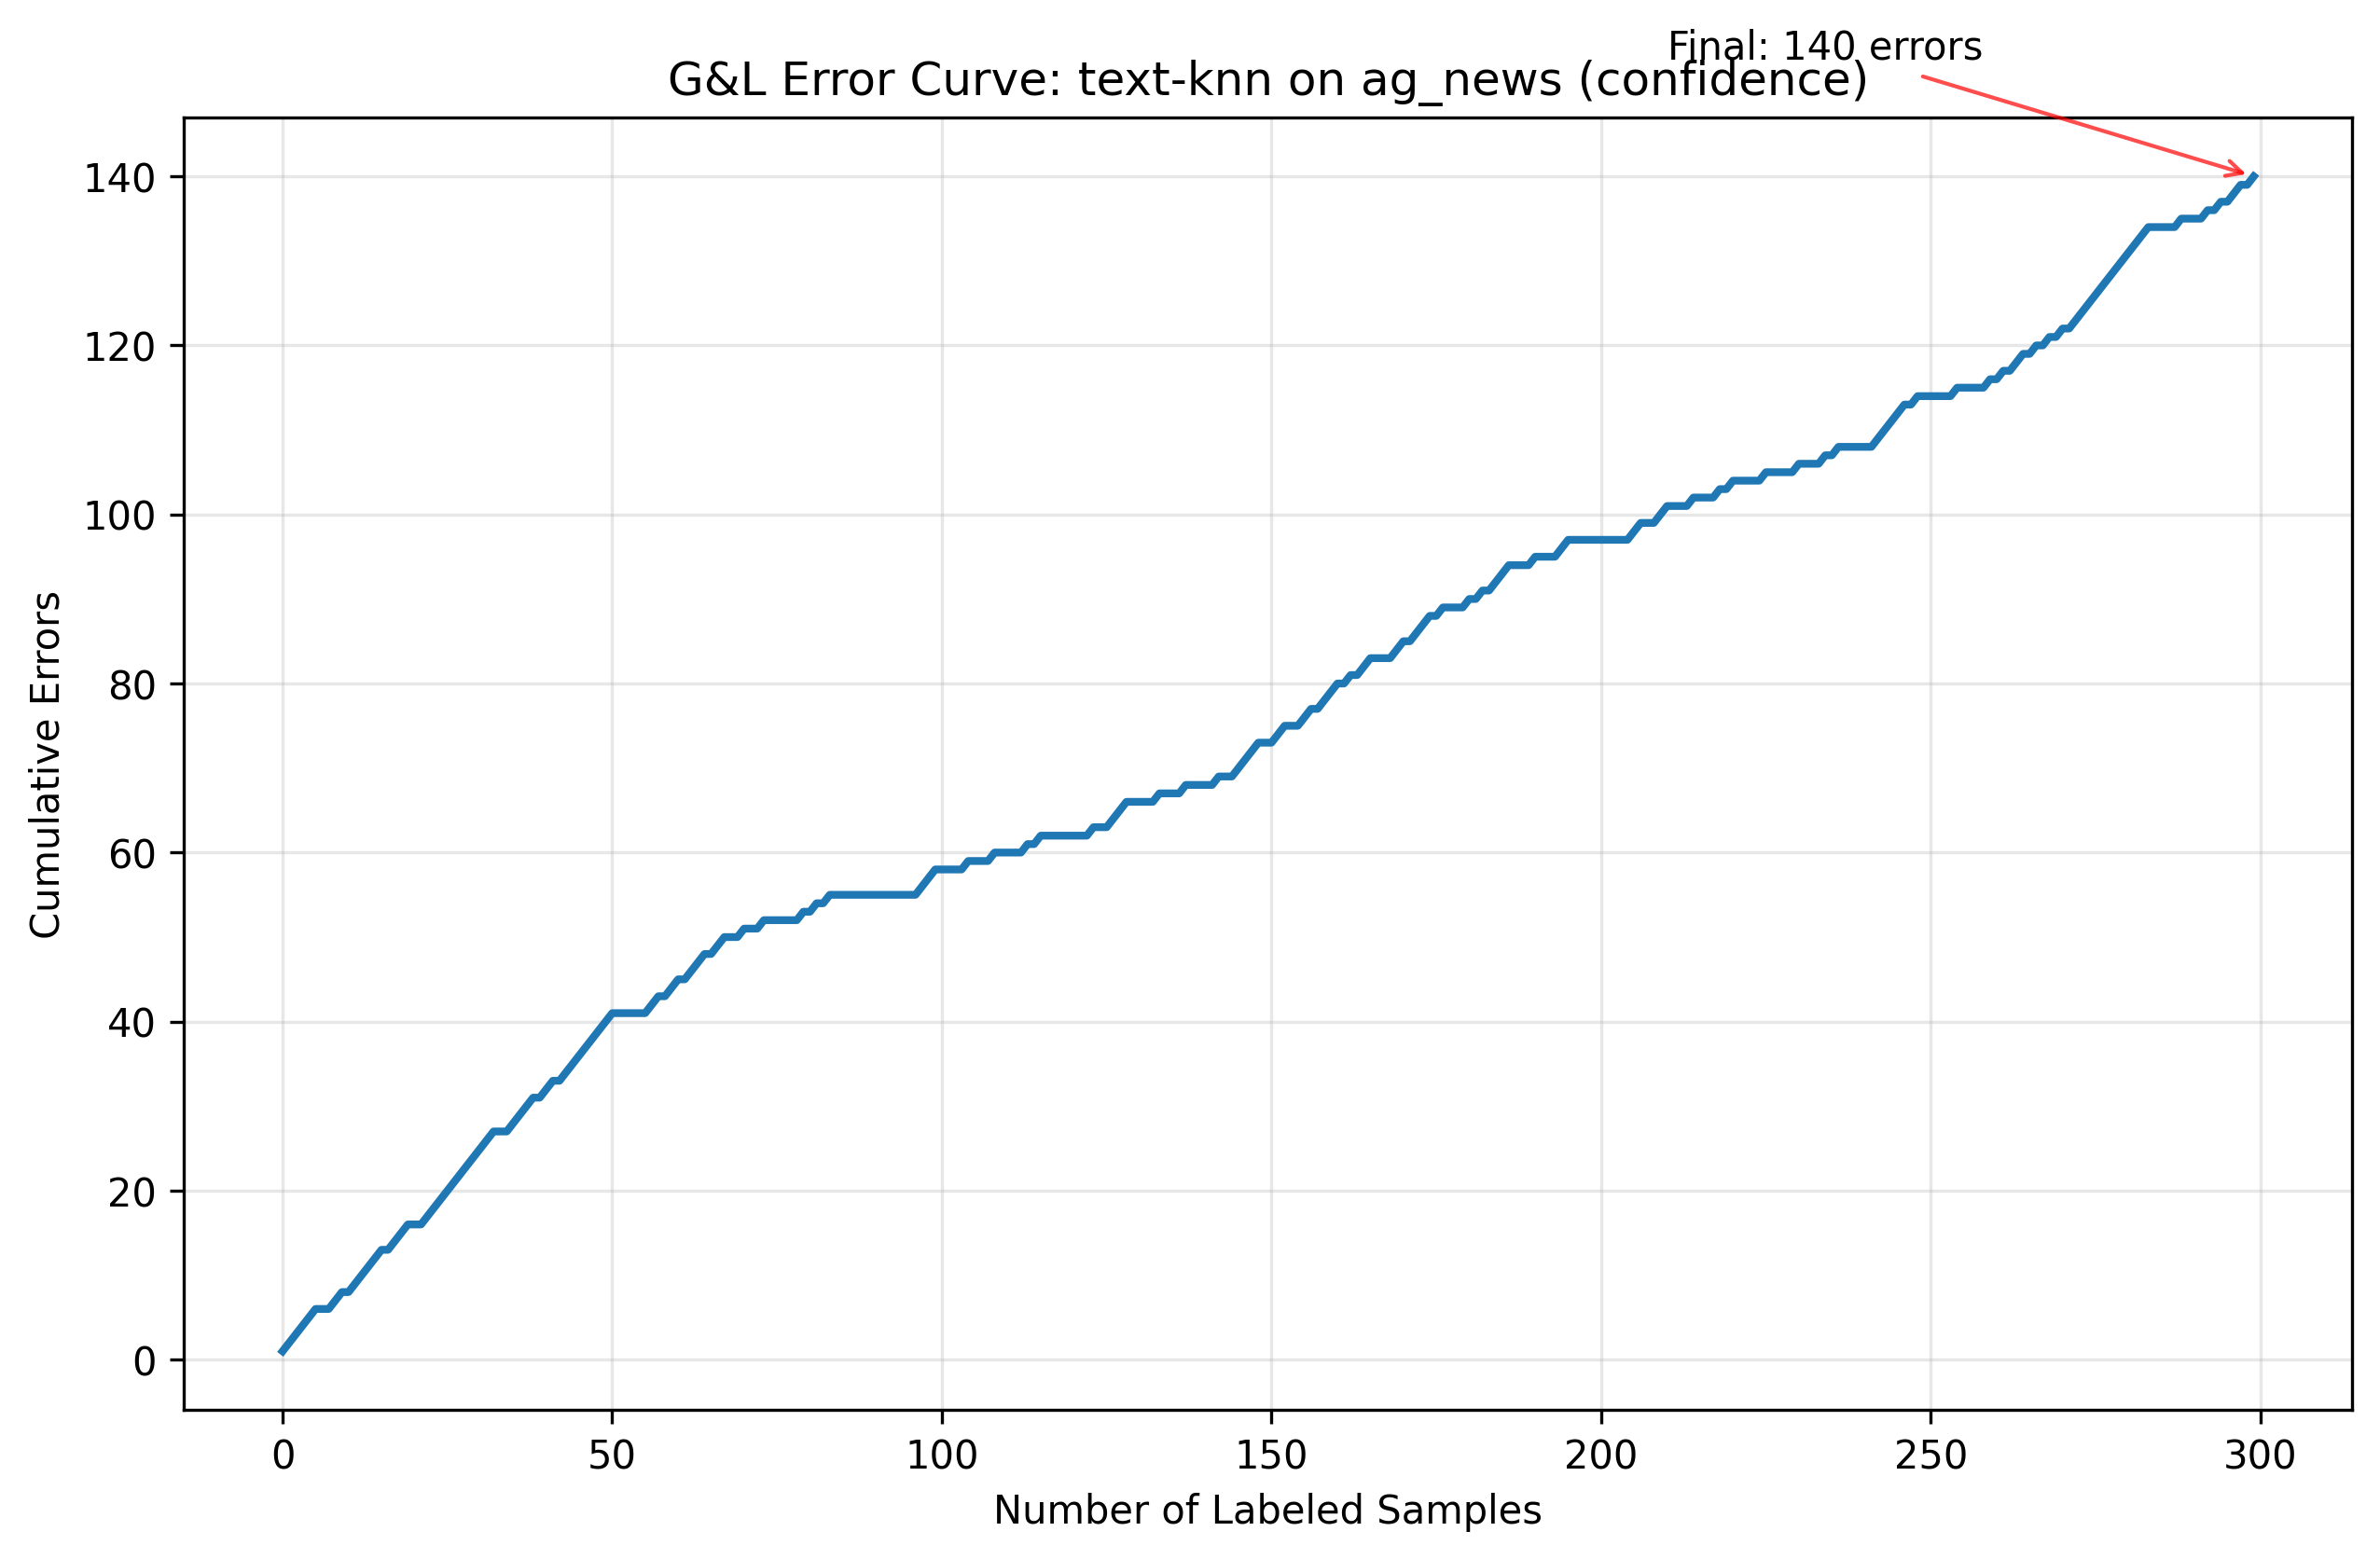 Final: 140 errors
G&L Error Curve: text-knn on ag_news (confidence)
140
120
100
80
60
40
20
0
Cumulative Errors
0 50 100 150 200 250 300
Number of Labeled Samples